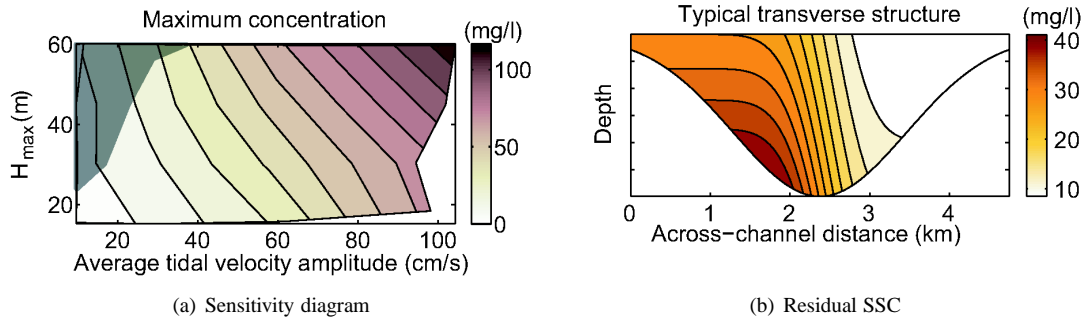 Maximum concentration
(mg/l)
60
40
20
H_max (m)
100
50
0
20 40 60 80 100
Average tidal velocity amplitude (cm/s)
(a) Sensitivity diagram
Typical transverse structure
(mg/l)
Depth
40
30
20
10
0 1 2 3 4
Across-channel distance (km)
(b) Residual SSC